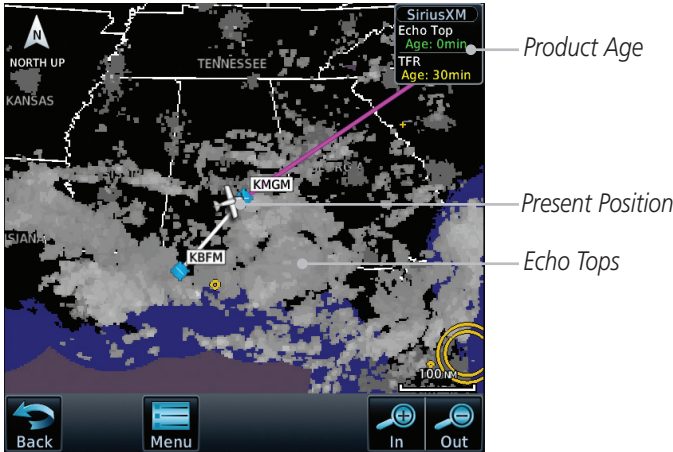 SiriusXM
Echo Top
Age: 0min
TFR
Age: 30min
Product Age
N
NORTH UP
TENNESSEE
KANSAS
KMGM
Present Position
KBFM
Echo Tops
100 NM
Back
Menu
In
Out